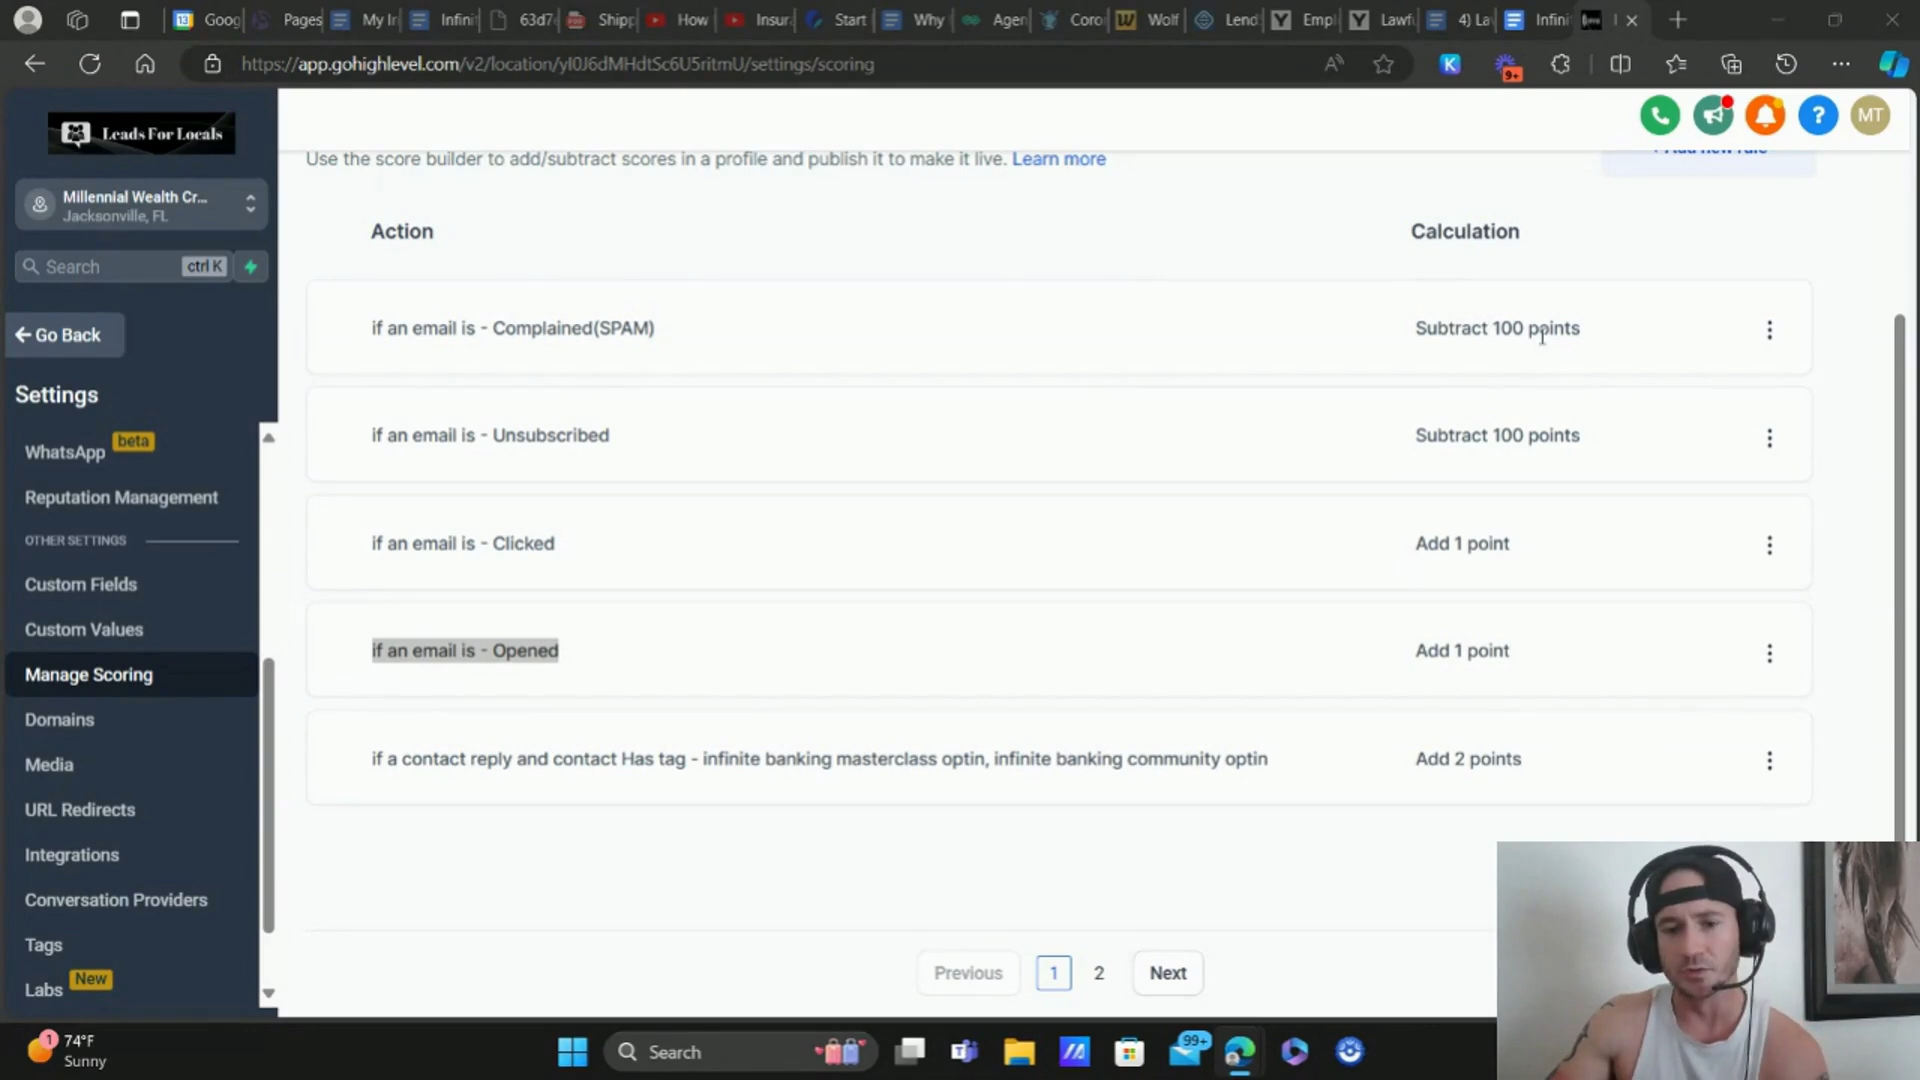 13
Goog
Pages
My In
Infini
63d7
Shipp
How
Insur
Start
Why
Agen
Coro
Wolf
Lend
Empl
Lawf
4) La
Infini
https://app.gohighlevel.com/v2/location/yI0J6dMHdtSc6U5ritmU/settings/scoring
K
9+
Leads For Locals
Millennial Wealth Cr...
Jacksonville, FL
Search
ctrl K
Go Back
Settings
WhatsApp
beta
Reputation Management
OTHER SETTINGS
Custom Fields
Custom Values
Manage Scoring
Domains
Media
URL Redirects
Integrations
Conversation Providers
Tags
Labs
New
?
MT
Use the score builder to add/subtract scores in a profile and publish it to make it live. Learn more
+ Add new rule
Action
Calculation
if an email is - Complained(SPAM)
Subtract 100 points
if an email is - Unsubscribed
Subtract 100 points
if an email is - Clicked
Add 1 point
if an email is - Opened
Add 1 point
if a contact reply and contact Has tag - infinite banking masterclass optin, infinite banking community optin
Add 2 points
Previous
1
2
Next
1
74°F
Sunny
Search
99+